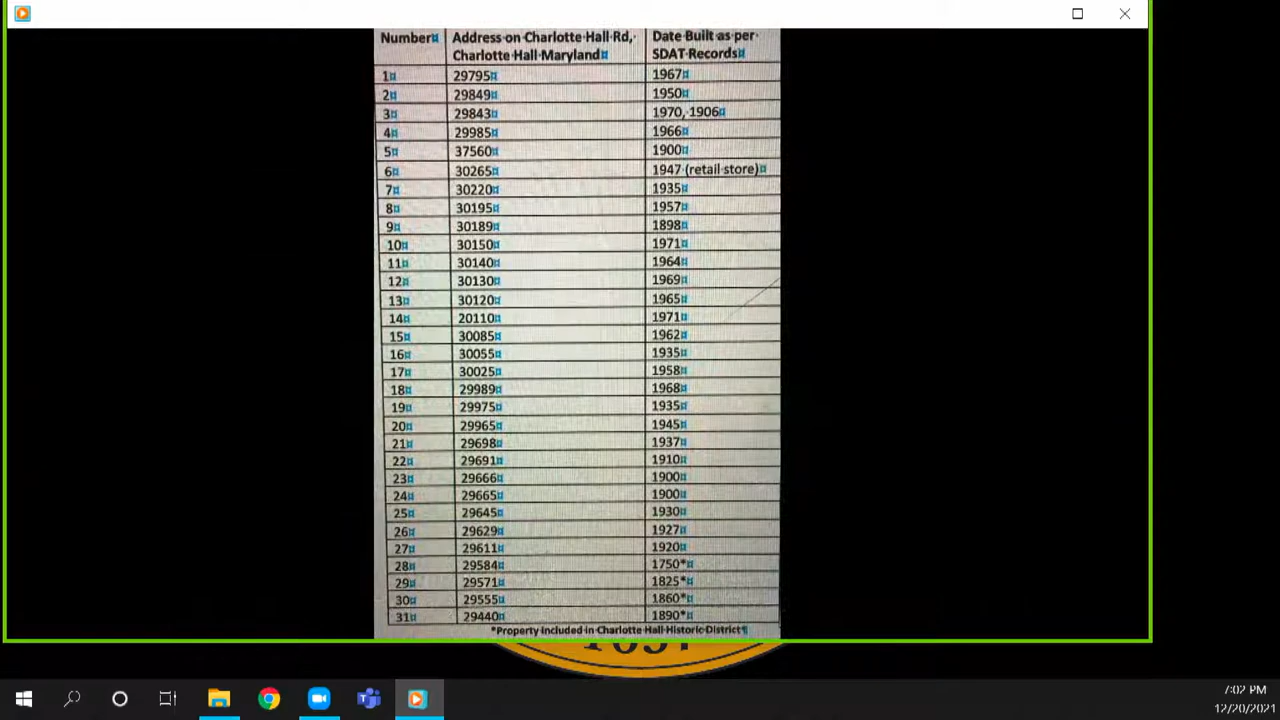 Number¤ Address on Charlotte Hall Rd, Charlotte Hall Maryland¤ Date Built as per SDAT Records¤
1¤ 29795¤ 1967¤
2¤ 29849¤ 1950¤
3¤ 29843¤ 1970, 1906¤
4¤ 29985¤ 1966¤
5¤ 37560¤ 1900¤
6¤ 30265¤ 1947 (retail store)¤
7¤ 30220¤ 1935¤
8¤ 30195¤ 1957¤
9¤ 30189¤ 1898¤
10¤ 30150¤ 1971¤
11¤ 30140¤ 1964¤
12¤ 30130¤ 1969¤
13¤ 30120¤ 1965¤
14¤ 20110¤ 1971¤
15¤ 30085¤ 1962¤
16¤ 30055¤ 1935¤
17¤ 30025¤ 1958¤
18¤ 29989¤ 1968¤
19¤ 29975¤ 1935¤
20¤ 29965¤ 1945¤
21¤ 29698¤ 1937¤
22¤ 29691¤ 1910¤
23¤ 29666¤ 1900¤
24¤ 29665¤ 1900¤
25¤ 29645¤ 1930¤
26¤ 29629¤ 1927¤
27¤ 29611¤ 1920¤
28¤ 29584¤ 1750*¤
29¤ 29571¤ 1825*¤
30¤ 29555¤ 1860*¤
31¤ 29440¤ 1890*¤
*Property included in Charlotte Hall Historic District¶
7:02 PM
12/20/2021